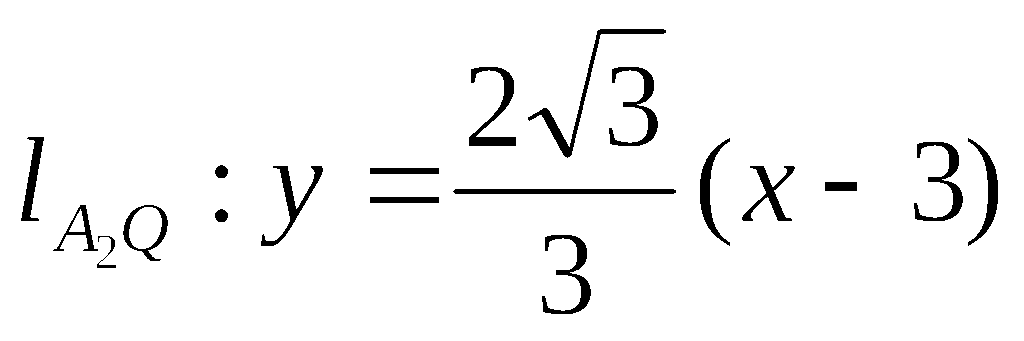 $l_{A_2Q} : y = \frac{2\sqrt{3}}{3}(x - 3)$